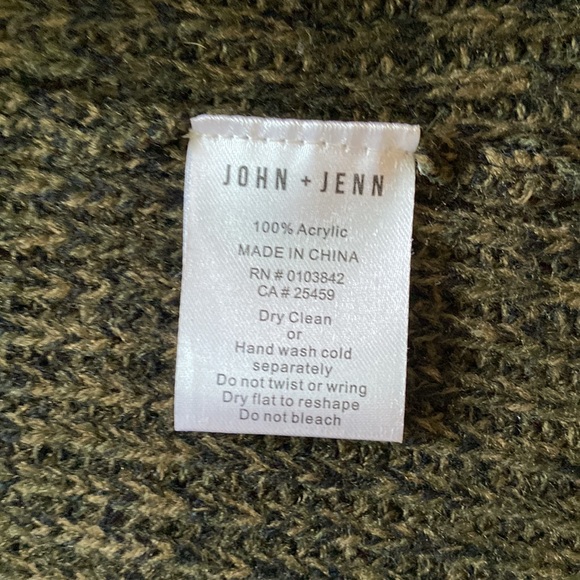 JOHN + JENN
100% Acrylic
MADE IN CHINA
RN # 0103842
CA # 25459
Dry Clean
or
Hand wash cold
separately
Do not twist or wring
Dry flat to reshape
Do not bleach